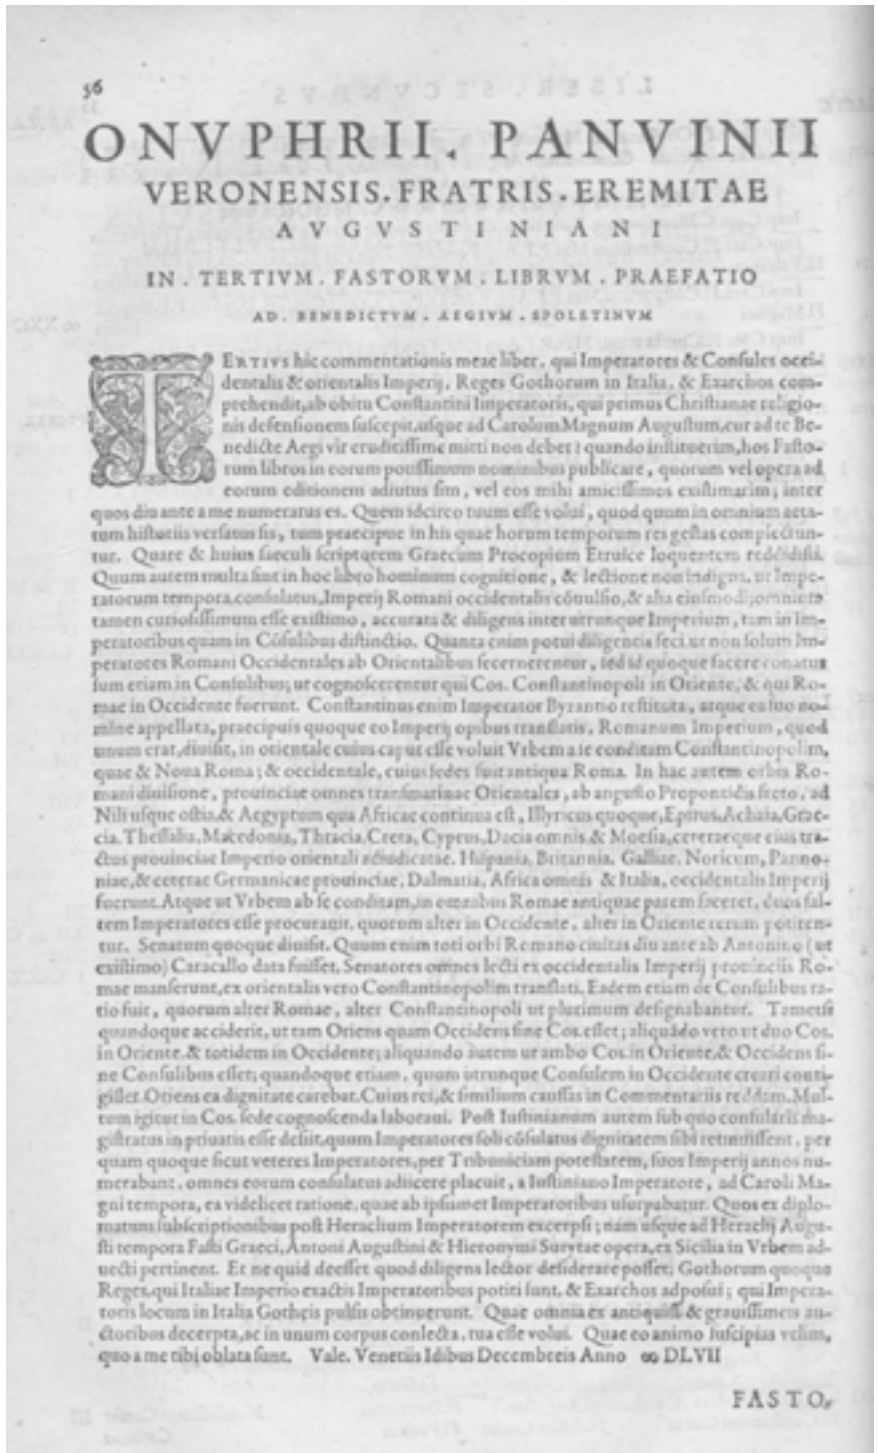 56
ONVPHRII. PANVINII
VERONENSIS.FRATRIS.EREMITAE
AVGVSTINIANI
IN . TERTIVM . FASTORVM . LIBRVM . PRAEFATIO
AD. BENEDICTVM . AEGIVM . SPOLETINVM
TERTIVS hic commentationis meae liber, qui Imperatores & Consules occi-
dentalis & orientalis Imperij, Reges Gothorum in Italia, & Exarchos com-
prehendit, ab obitu Constantini Imperatoris, qui primus Christianae religio-
nis defensionem suscepit, usque ad Carolum Magnum Augustum, cur ad te Be-
nedicte Aegi vir eruditissime mitti non debet? quando instituerim, hos Fasto-
rum libros in eorum potissimum nominibus publicare, quorum vel opera ad
eorum editionem adiutus sim, vel eos mihi amicissimos existimarim; inter
quos diu ante a me numeratus es. Quem idcirco tuum esse volui, quod quum in omnium aeta-
tum historiis versatus sis, tum praecipue in his quae horum temporum res gestas complectun-
tur. Quare & huius saeculi scriptorem Graecum Procopium Etrusce loquentem reddidisti.
Quum autem multa sint in hoc libro hominum cognitione, & lectione non indigna, ut Impe-
ratorum tempora, consulatus, Imperij Romani occidentalis cōuulsio, & alia eiusmodi; omnium
tamen curiosissimum esse existimo, accurata & diligens inter utrunque Imperium, tam in Im-
peratoribus quam in Cōsulibus distinctio. Quanta enim potui diligentia feci, ut non solum Im-
peratores Romani Occidentales ab Orientalibus secernerentur, sed id quoque facere conatus
sum etiam in Consulibus; ut cognoscerentur qui Cos. Constantinopoli in Oriente, & qui Ro-
mae in Occidente fuerunt. Constantinus enim Imperator Byzantio restituta, atque ea suo no-
mine appellata, praecipuis quoque eo Imperij opibus translatis, Romanum Imperium, quod
unum erat, diuisit, in orientale cuius caput esse voluit Vrbem a se conditam Constantinopolim,
quae & Noua Roma; & occidentale, cuius sedes fuit antiqua Roma. In hac autem orbis Ro-
mani diuisione, prouinciae omnes transmarinae Orientales, ab angusto Propontidis freto, ad
Nili usque ostia, & Aegyptum qua Africae continua est, Illyricus quoque, Epirus, Achaia, Grae-
cia, Thessalia, Macedonia, Thracia, Creta, Cyprus, Dacia omnis & Moesia, ceteraeque eius tra-
ctus prouinciae Imperio orientali adiudicatae. Hispania, Britannia, Galliae, Noricum, Panno-
niae, & ceterae Germanicae prouinciae, Dalmatia, Africa omnis & Italia, occidentalis Imperij
fuerunt. Atque ut Vrbem ab se conditam, in omnibus Romae antiquae parem faceret, duos sal-
tem Imperatores esse procurauit, quorum alter in Occidente, alter in Oriente rerum potiren-
tur. Senatum quoque diuisit. Quum enim toti orbi Romano ciuitas diu ante ab Antonino (ut
existimo) Caracallo data fuisset, Senatores omnes lecti ex occidentalis Imperij prouinciis Ro-
mae manserunt, ex orientalis vero Constantinopolim translati. Eadem etiam de Consulibus ra-
tio fuit, quorum alter Romae, alter Constantinopoli ut plurimum designabantur. Tametsi
quandoque acciderit, ut tam Oriens quam Occidens sine Cos. esset; aliquādo vero ut duo Cos.
in Oriente & totidem in Occidente; aliquando autem ut ambo Cos. in Oriente, & Occidens si-
ne Consulibus esset; quandoque etiam, quum utrunque Consulem in Occidente creari conti-
gisset, Oriens ea dignitate carebat. Cuius rei, & similium caussas in Commentariis reddam. Mul-
tum igitur in Cos. sede cognoscenda laboraui. Post Iustinianum autem sub quo consularis ma-
gistratus in priuatis esse desiit, quum Imperatores soli cōsulatus dignitatem sibi retinuissent, per
quam quoque sicut veteres Imperatores, per Tribuniciam potestatem, suos Imperij annos nu-
merabant, omnes eorum consulatus adiicere placuit, a Iustiniano Imperatore, ad Caroli Ma-
gni tempora, ea videlicet ratione, quae ab ipsismet Imperatoribus usurpabatur. Quos ex diplo-
matum subscriptionibus post Heraclium Imperatorem excerpsi; nam usque ad Heraclij Augu-
sti tempora Fasti Graeci, Antoni Augustini & Hieronymi Surytae opera, ex Sicilia in Vrbem ad-
uecti pertinent. Et ne quid deesset quod diligens lector desiderare posset; Gothorum quoque
Reges, qui Italiae Imperio exactis Imperatoribus potiti sunt, & Exarchos adposui; qui Impera-
toris locum in Italia Gotheis pulsis obtinuerunt. Quae omnia ex antiquiss. & grauissimeis au-
ctoribus decerpta, ac in unum corpus conlecta, tua esse volui. Quae eo animo suscipias velim,
quo a me tibi oblata sunt. Vale. Venetiis Idibus Decembreis Anno ∞ DLVII
FASTO,